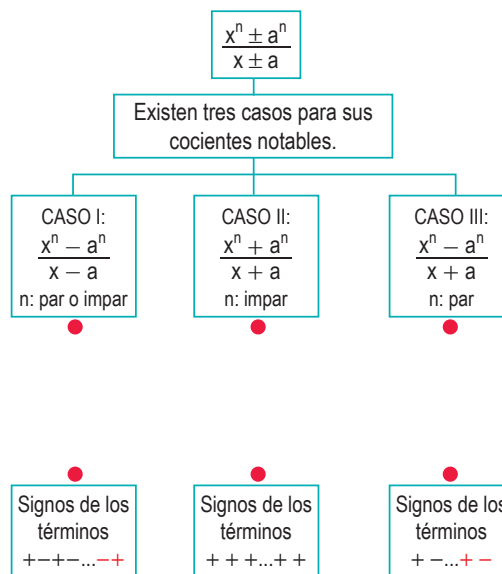 xⁿ ± aⁿ
x ± a
Existen tres casos para sus
cocientes notables.
CASO I:
xⁿ − aⁿ
x − a
n: par o impar
CASO II:
xⁿ + aⁿ
x + a
n: impar
CASO III:
xⁿ − aⁿ
x + a
n: par
Signos de los
términos
+−+−...−+
Signos de los
términos
+ + +...+ +
Signos de los
términos
+ −...+ −